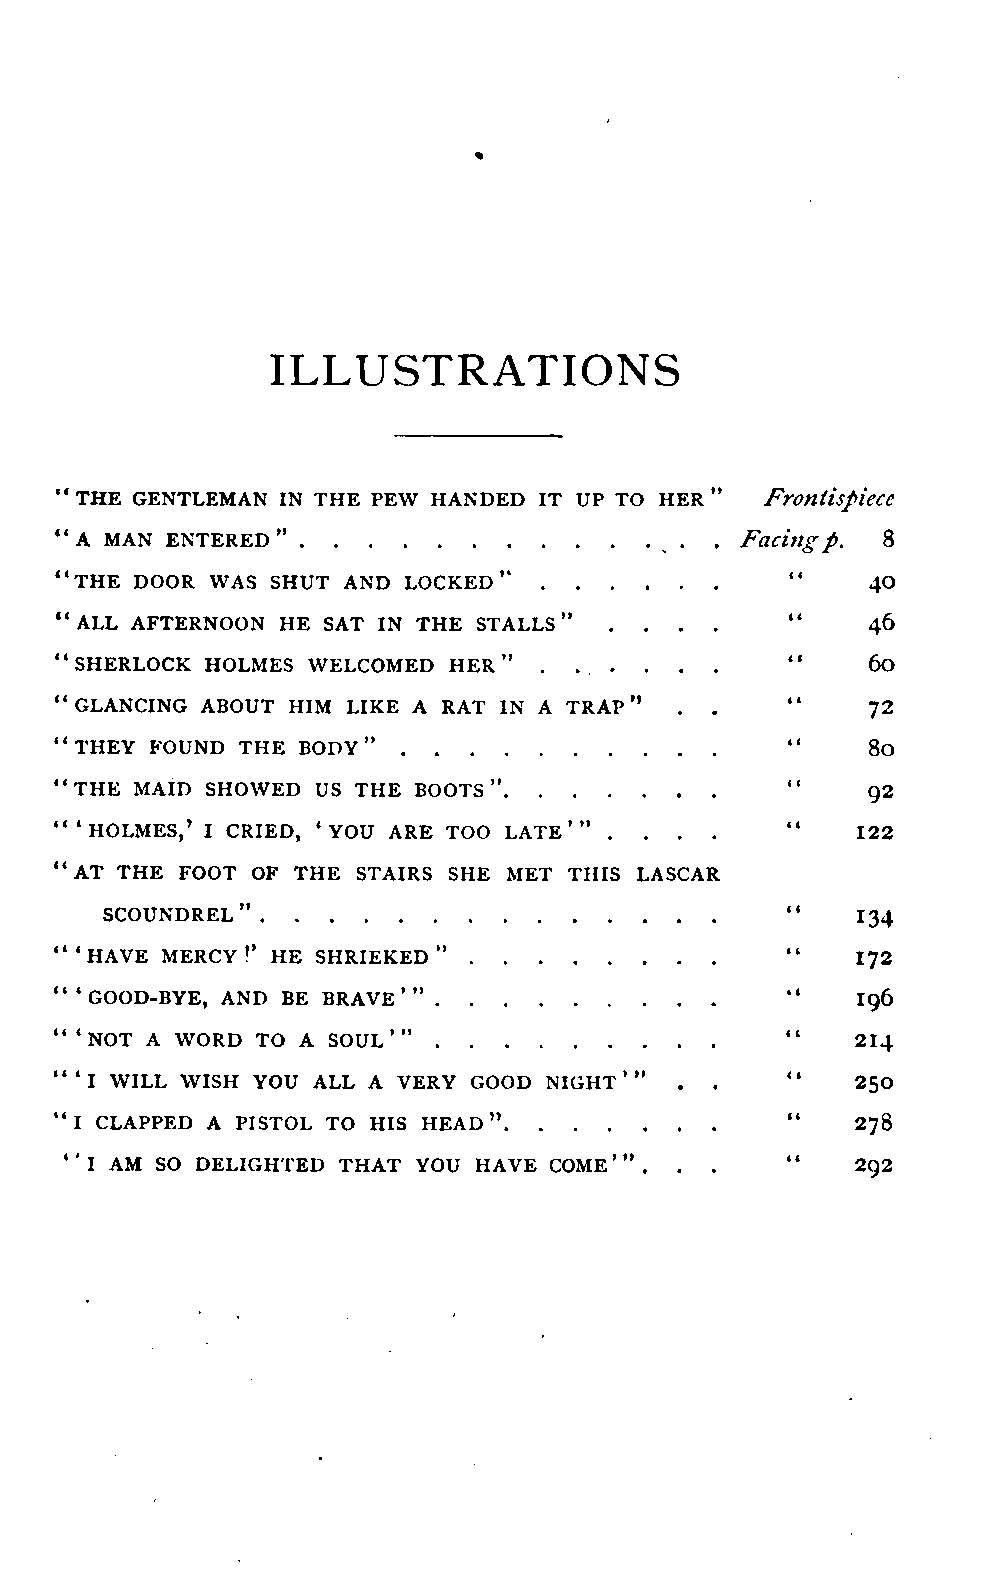 ILLUSTRATIONS
"THE GENTLEMAN IN THE PEW HANDED IT UP TO HER" Frontispiece
"A MAN ENTERED" . . . . . . . . . . . . . Facing p. 8
"THE DOOR WAS SHUT AND LOCKED" . . . . . . " 40
"ALL AFTERNOON HE SAT IN THE STALLS" . . . . " 46
"SHERLOCK HOLMES WELCOMED HER" . . . . . . " 60
"GLANCING ABOUT HIM LIKE A RAT IN A TRAP" . . " 72
"THEY FOUND THE BODY" . . . . . . . . . . " 80
"THE MAID SHOWED US THE BOOTS". . . . . . . " 92
"'HOLMES,' I CRIED, 'YOU ARE TOO LATE'" . . . . " 122
"AT THE FOOT OF THE STAIRS SHE MET THIS LASCAR
SCOUNDREL". . . . . . . . . . . . . . " 134
"'HAVE MERCY!' HE SHRIEKED" . . . . . . . . " 172
"'GOOD-BYE, AND BE BRAVE'" . . . . . . . . . " 196
"'NOT A WORD TO A SOUL'" . . . . . . . . . " 214
"'I WILL WISH YOU ALL A VERY GOOD NIGHT'" . . " 250
"I CLAPPED A PISTOL TO HIS HEAD". . . . . . . " 278
"'I AM SO DELIGHTED THAT YOU HAVE COME'". . . " 292